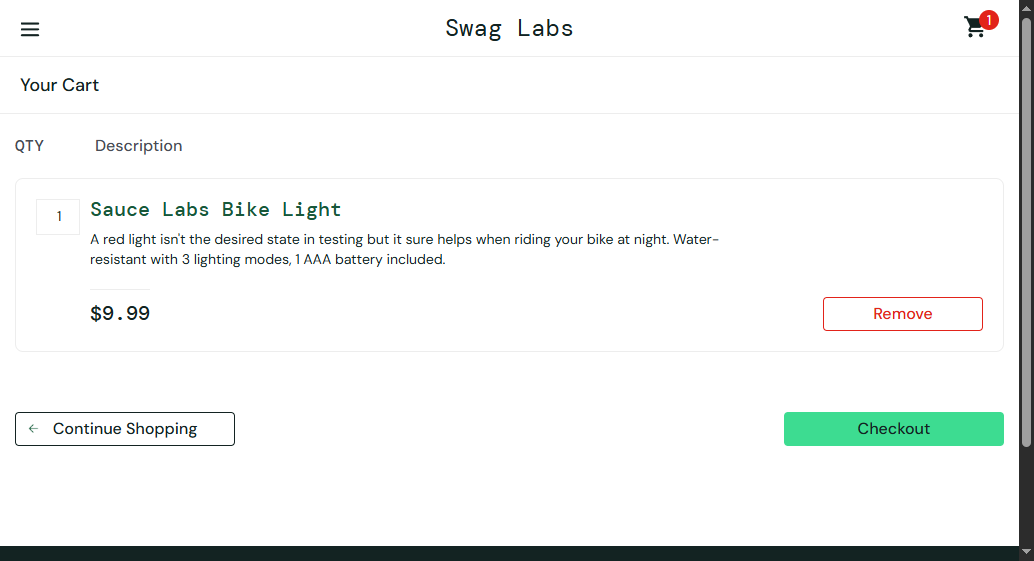 Swag Labs
1
Your Cart
QTY Description
1
Sauce Labs Bike Light
A red light isn't the desired state in testing but it sure helps when riding your bike at night. Water-
resistant with 3 lighting modes, 1 AAA battery included.
$9.99
Remove
Continue Shopping
Checkout